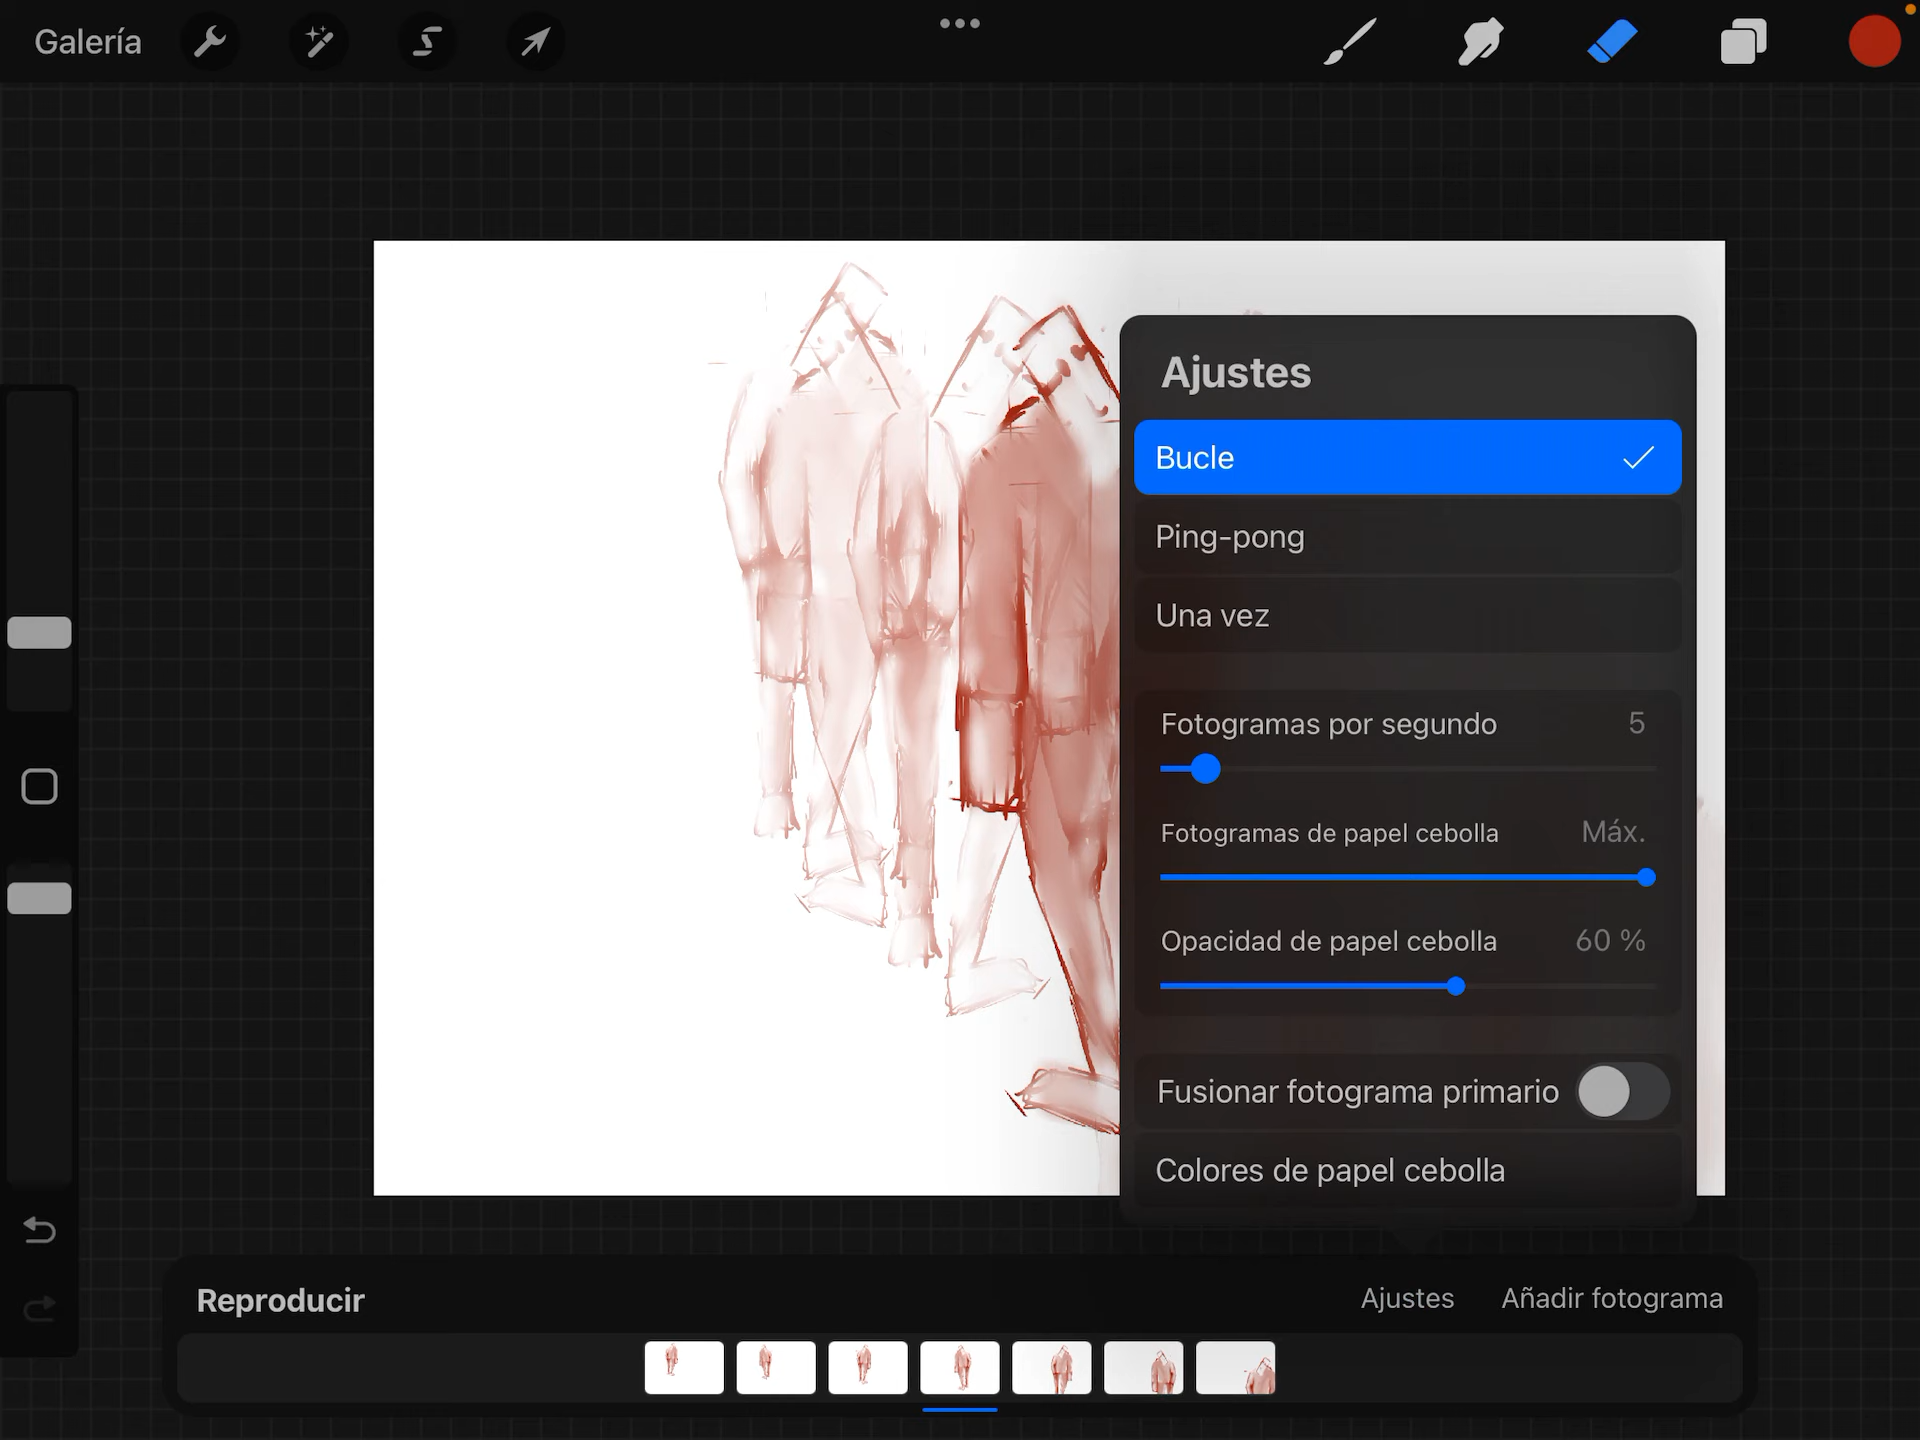 Galería
Ajustes
Bucle
Ping-pong
Una vez
Fotogramas por segundo 5
Fotogramas de papel cebolla Máx.
Opacidad de papel cebolla 60 %
Fusionar fotograma primario
Colores de papel cebolla
Reproducir Ajustes Añadir fotograma